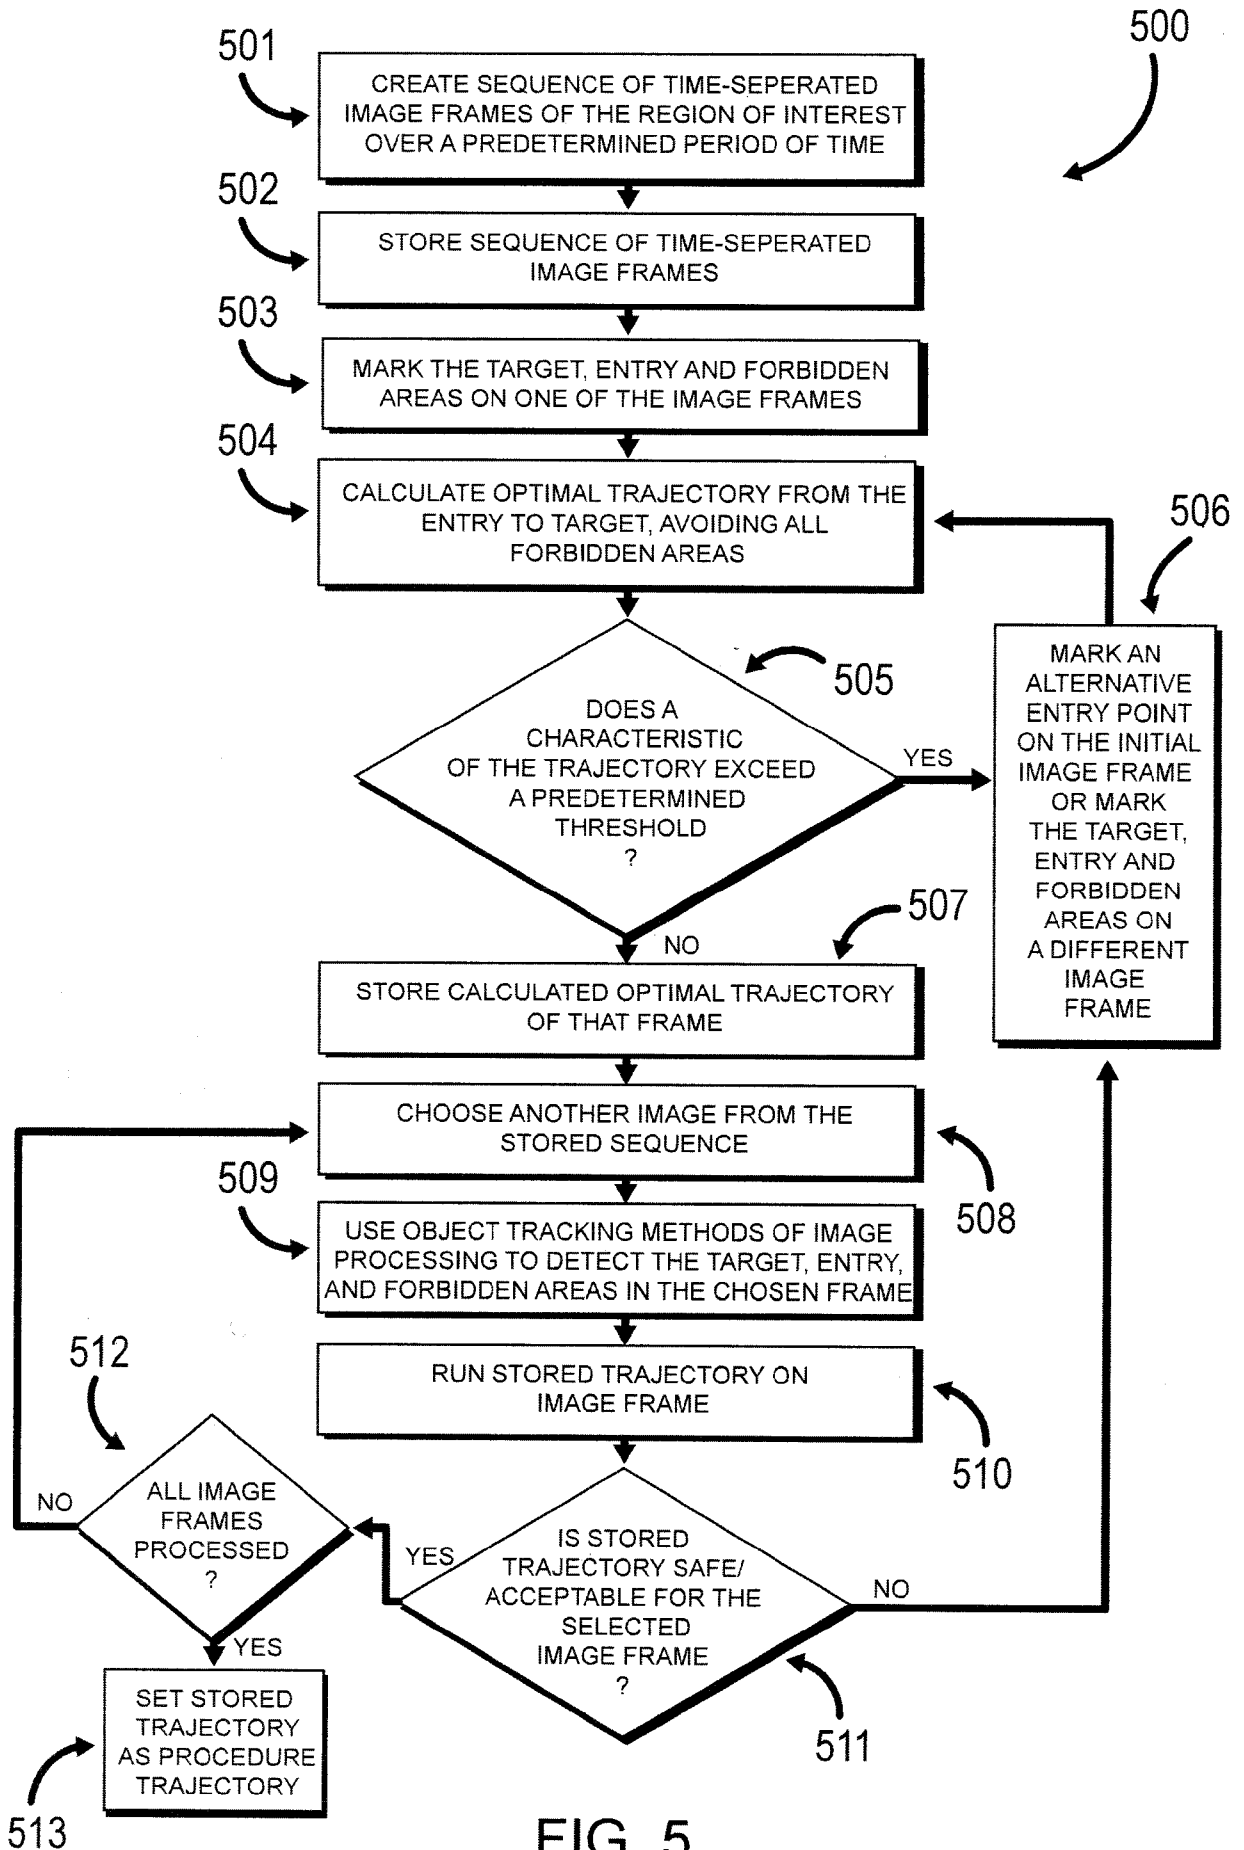 500
501
CREATE SEQUENCE OF TIME-SEPERATED
IMAGE FRAMES OF THE REGION OF INTEREST
OVER A PREDETERMINED PERIOD OF TIME
502
STORE SEQUENCE OF TIME-SEPERATED
IMAGE FRAMES
503
MARK THE TARGET, ENTRY AND FORBIDDEN
AREAS ON ONE OF THE IMAGE FRAMES
504
CALCULATE OPTIMAL TRAJECTORY FROM THE
ENTRY TO TARGET, AVOIDING ALL
FORBIDDEN AREAS
505
DOES A
CHARACTERISTIC
OF THE TRAJECTORY EXCEED
A PREDETERMINED
THRESHOLD
?
YES
506
MARK AN
ALTERNATIVE
ENTRY POINT
ON THE INITIAL
IMAGE FRAME
OR MARK
THE TARGET,
ENTRY AND
FORBIDDEN
AREAS ON
A DIFFERENT
IMAGE
FRAME
NO
507
STORE CALCULATED OPTIMAL TRAJECTORY
OF THAT FRAME
CHOOSE ANOTHER IMAGE FROM THE
STORED SEQUENCE
508
509
USE OBJECT TRACKING METHODS OF IMAGE
PROCESSING TO DETECT THE TARGET, ENTRY,
AND FORBIDDEN AREAS IN THE CHOSEN FRAME
RUN STORED TRAJECTORY ON
IMAGE FRAME
510
IS STORED
TRAJECTORY SAFE/
ACCEPTABLE FOR THE
SELECTED
IMAGE FRAME
?
NO
YES
511
512
ALL IMAGE
FRAMES
PROCESSED
?
NO
YES
SET STORED
TRAJECTORY
AS PROCEDURE
TRAJECTORY
513
FIG. 5